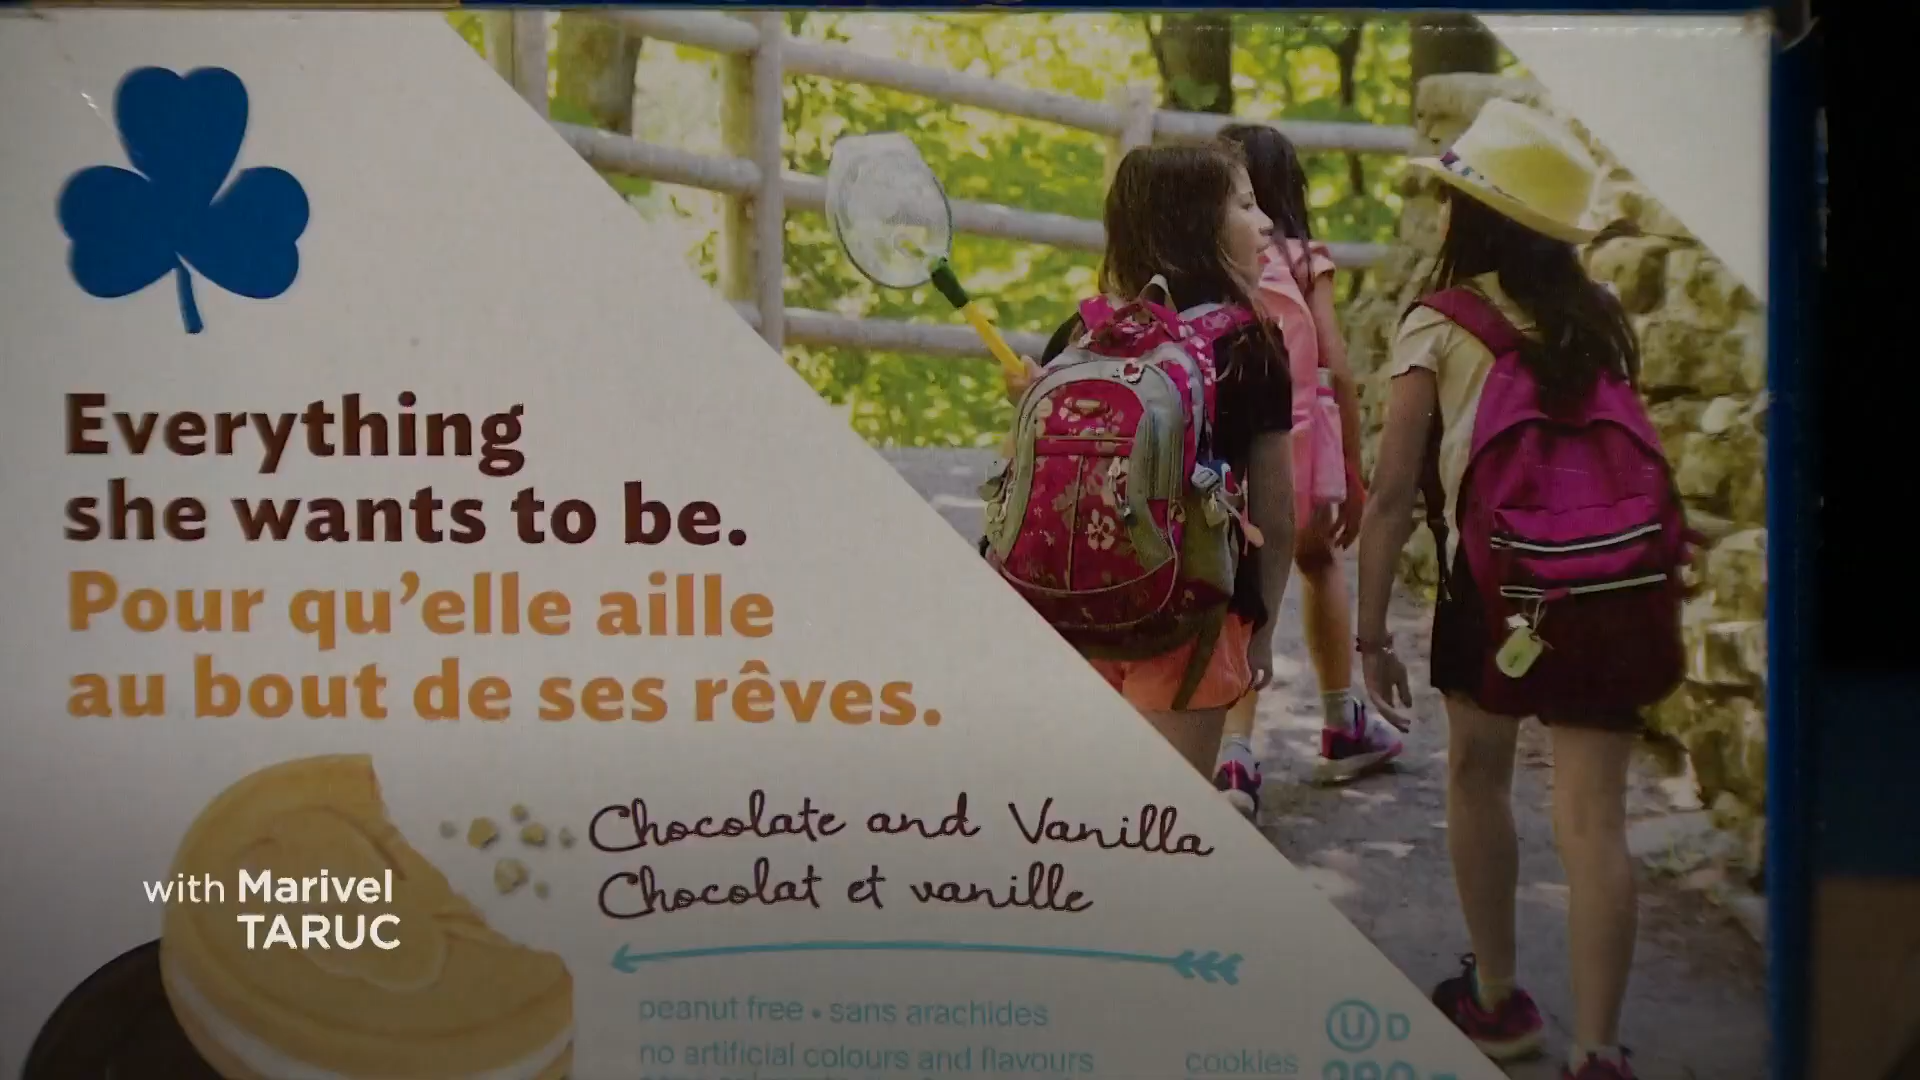 Everything
she wants to be.
Pour qu'elle aille
au bout de ses rêves.
Chocolate and Vanilla
Chocolat et vanille
with Marivel
TARUC
peanut free • sans arachides
no artificial colours and flavours
cookies
U D